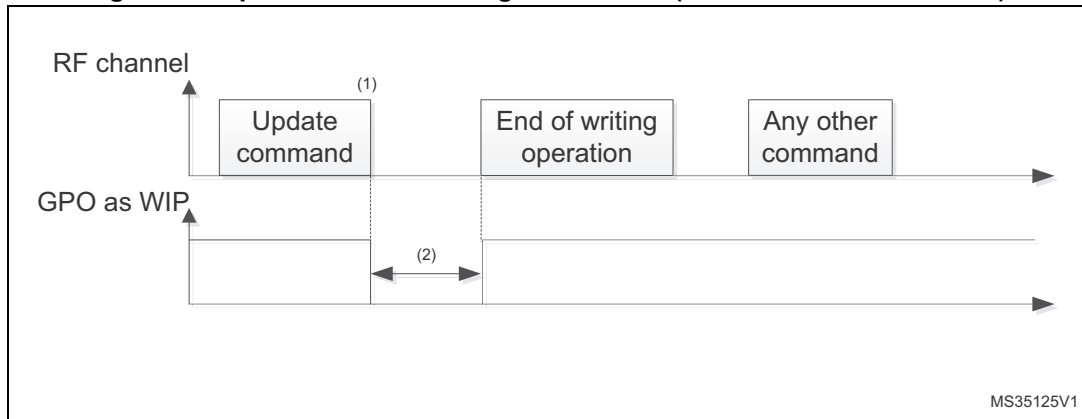 RF channel
(1)
Update
command
End of writing
operation
Any other
command
GPO as WIP
(2)
MS35125V1